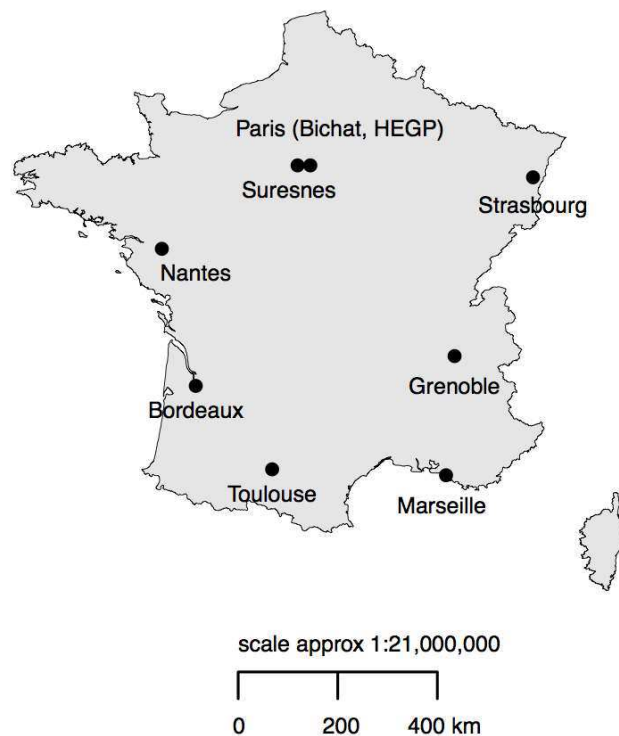 Paris (Bichat, HEGP)
Suresnes
Strasbourg
Nantes
Grenoble
Bordeaux
Toulouse
Marseille
scale approx 1:21,000,000
0 200 400 km